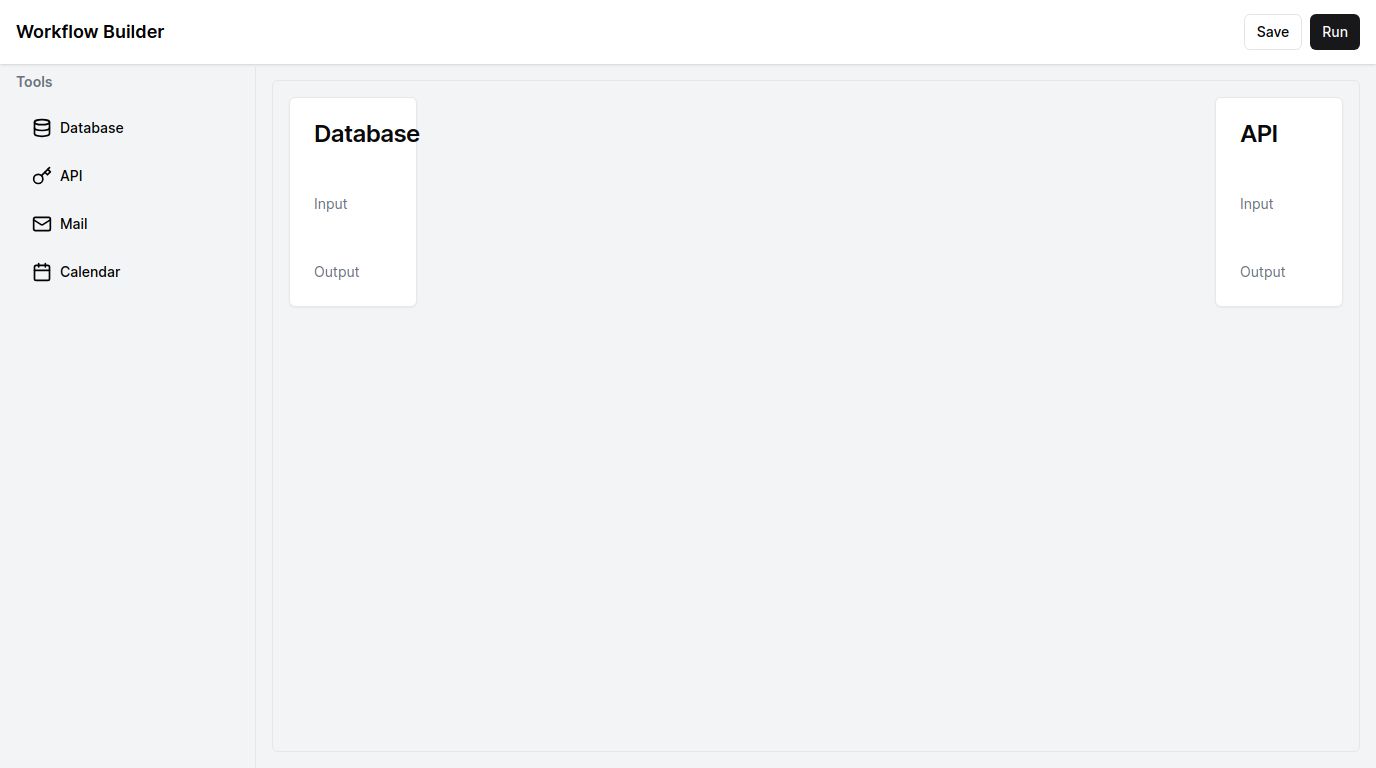 Workflow Builder
Save
Run
Tools
Database
API
Mail
Calendar
Database
Input
Output
API
Input
Output